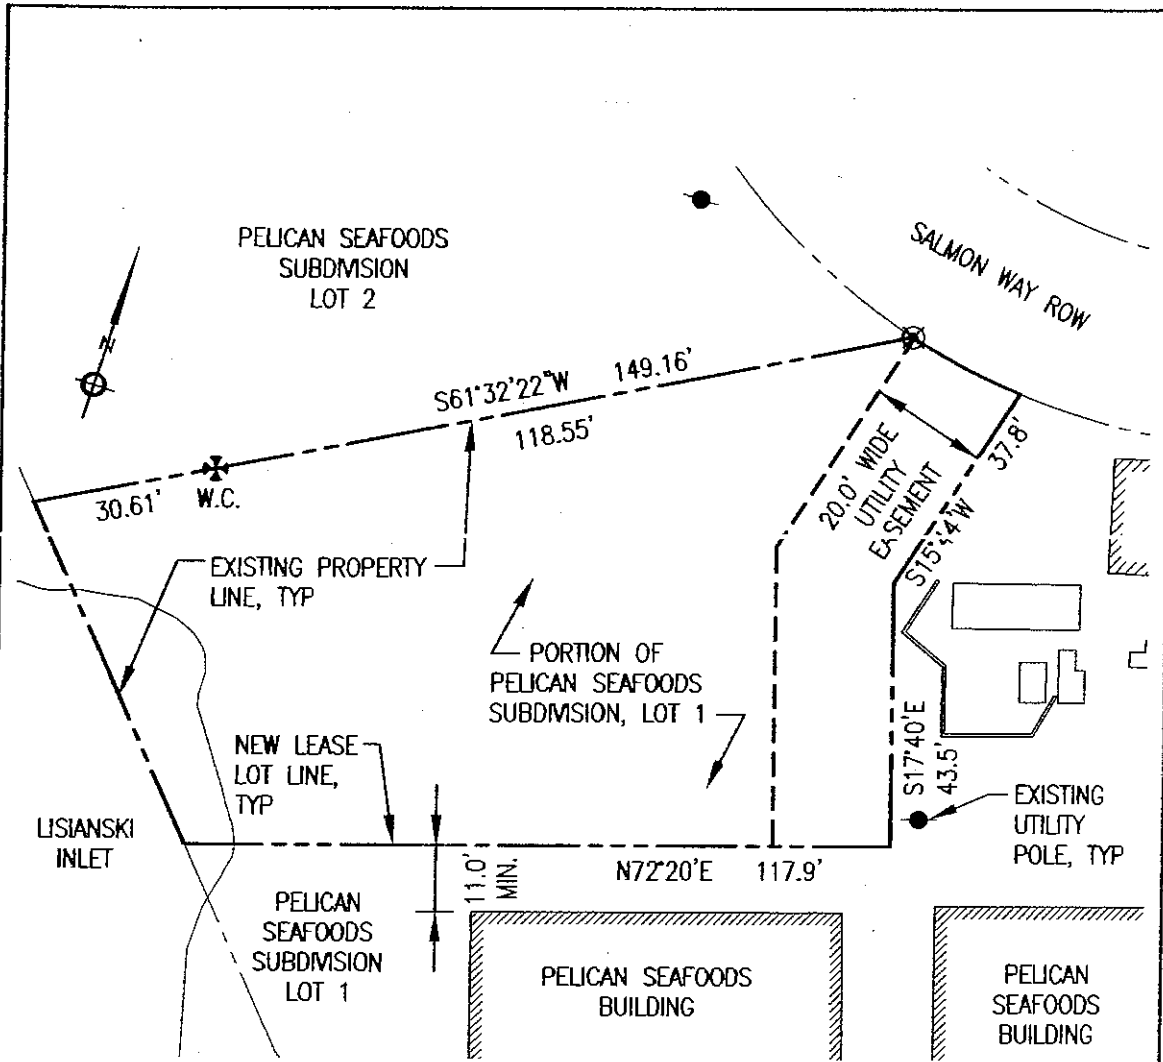 PELICAN SEAFOODS
SUBDIVISION
LOT 2
SALMON WAY ROW
N
S61°32'22"W
149.16'
118.55'
30.61'
W.C.
20.0' WIDE
UTILITY
EASEMENT
37.8'
S15°44'W
EXISTING PROPERTY
LINE, TYP
PORTION OF
PELICAN SEAFOODS
SUBDIVISION, LOT 1
NEW LEASE
LOT LINE,
TYP
S17°40'E
43.5'
EXISTING
UTILITY
POLE, TYP
LISIANSKI
INLET
11.0'
MIN.
N72°20'E
117.9'
PELICAN
SEAFOODS
SUBDIVISION
LOT 1
PELICAN SEAFOODS
BUILDING
PELICAN
SEAFOODS
BUILDING